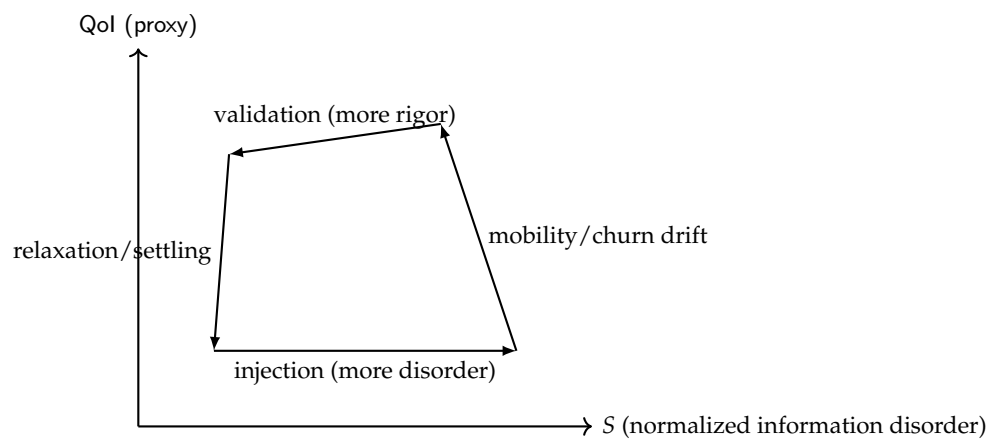 QoI (proxy)
validation (more rigor)
mobility/churn drift
relaxation/settling
injection (more disorder)
S (normalized information disorder)